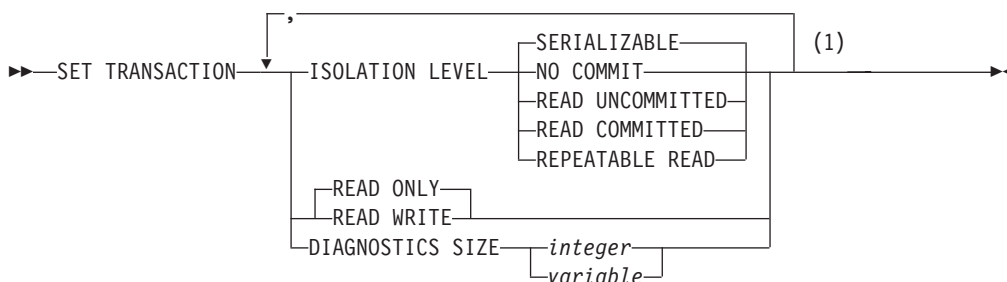 ,
SERIALIZABLE (1)
SET TRANSACTION ISOLATION LEVEL NO COMMIT
READ UNCOMMITTED
READ COMMITTED
REPEATABLE READ
READ ONLY
READ WRITE
DIAGNOSTICS SIZE integer
variable